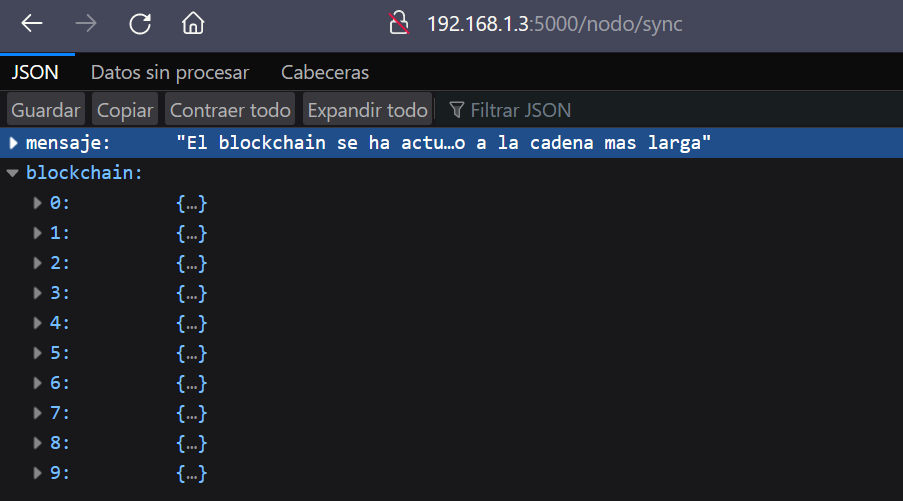 192.168.1.3:5000/nodo/sync
JSON Datos sin procesar Cabeceras
Guardar Copiar Contraer todo Expandir todo Filtrar JSON
mensaje: "El blockchain se ha actu…o a la cadena mas larga"
blockchain:
0: {…}
1: {…}
2: {…}
3: {…}
4: {…}
5: {…}
6: {…}
7: {…}
8: {…}
9: {…}